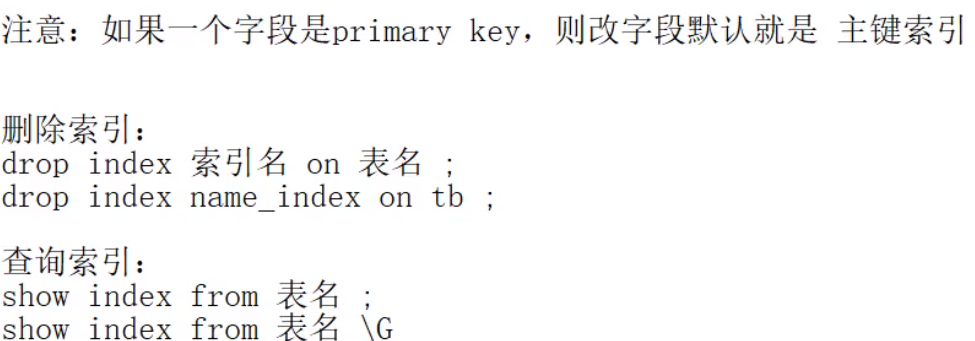 注意：如果一个字段是primary key，则改字段默认就是 主键索引
删除索引：
drop index 索引名 on 表名 ;
drop index name_index on tb ;
查询索引：
show index from 表名 ;
show index from 表名 \G